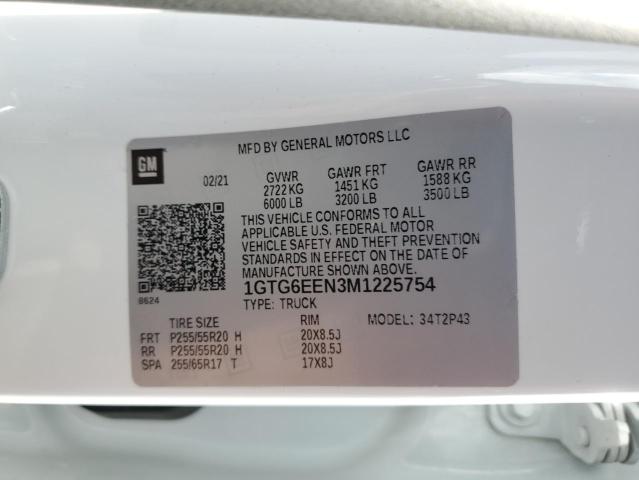 MFD BY GENERAL MOTORS LLC
GM
02/21 GVWR GAWR FRT GAWR RR
2722 KG 1451 KG 1588 KG
6000 LB 3200 LB 3500 LB
THIS VEHICLE CONFORMS TO ALL
APPLICABLE U.S. FEDERAL MOTOR
VEHICLE SAFETY AND THEFT PREVENTION
STANDARDS IN EFFECT ON THE DATE OF
MANUFACTURE SHOWN ABOVE.
8624 1GTG6EEN3M1225754
TYPE: TRUCK
TIRE SIZE RIM MODEL: 34T2P43
FRT P255/55R20 H 20X8.5J
RR P255/55R20 H 20X8.5J
SPA 255/65R17 T 17X8J